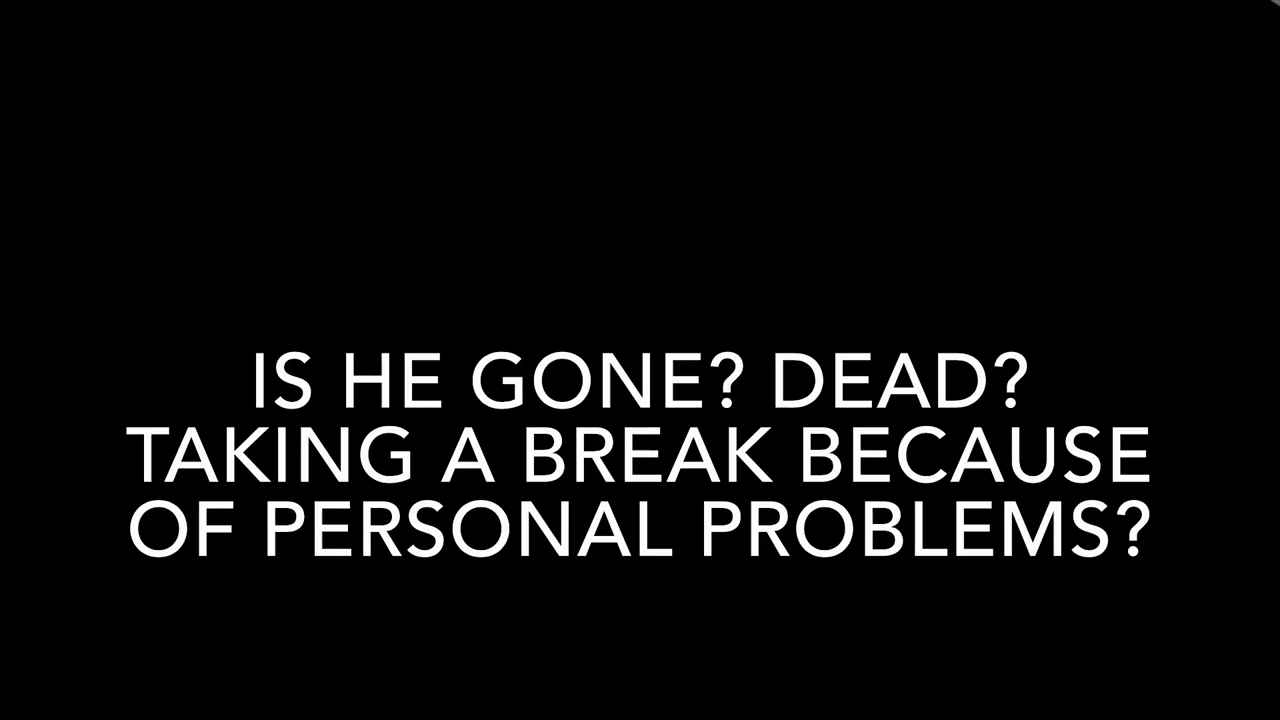 IS HE GONE? DEAD?
TAKING A BREAK BECAUSE
OF PERSONAL PROBLEMS?